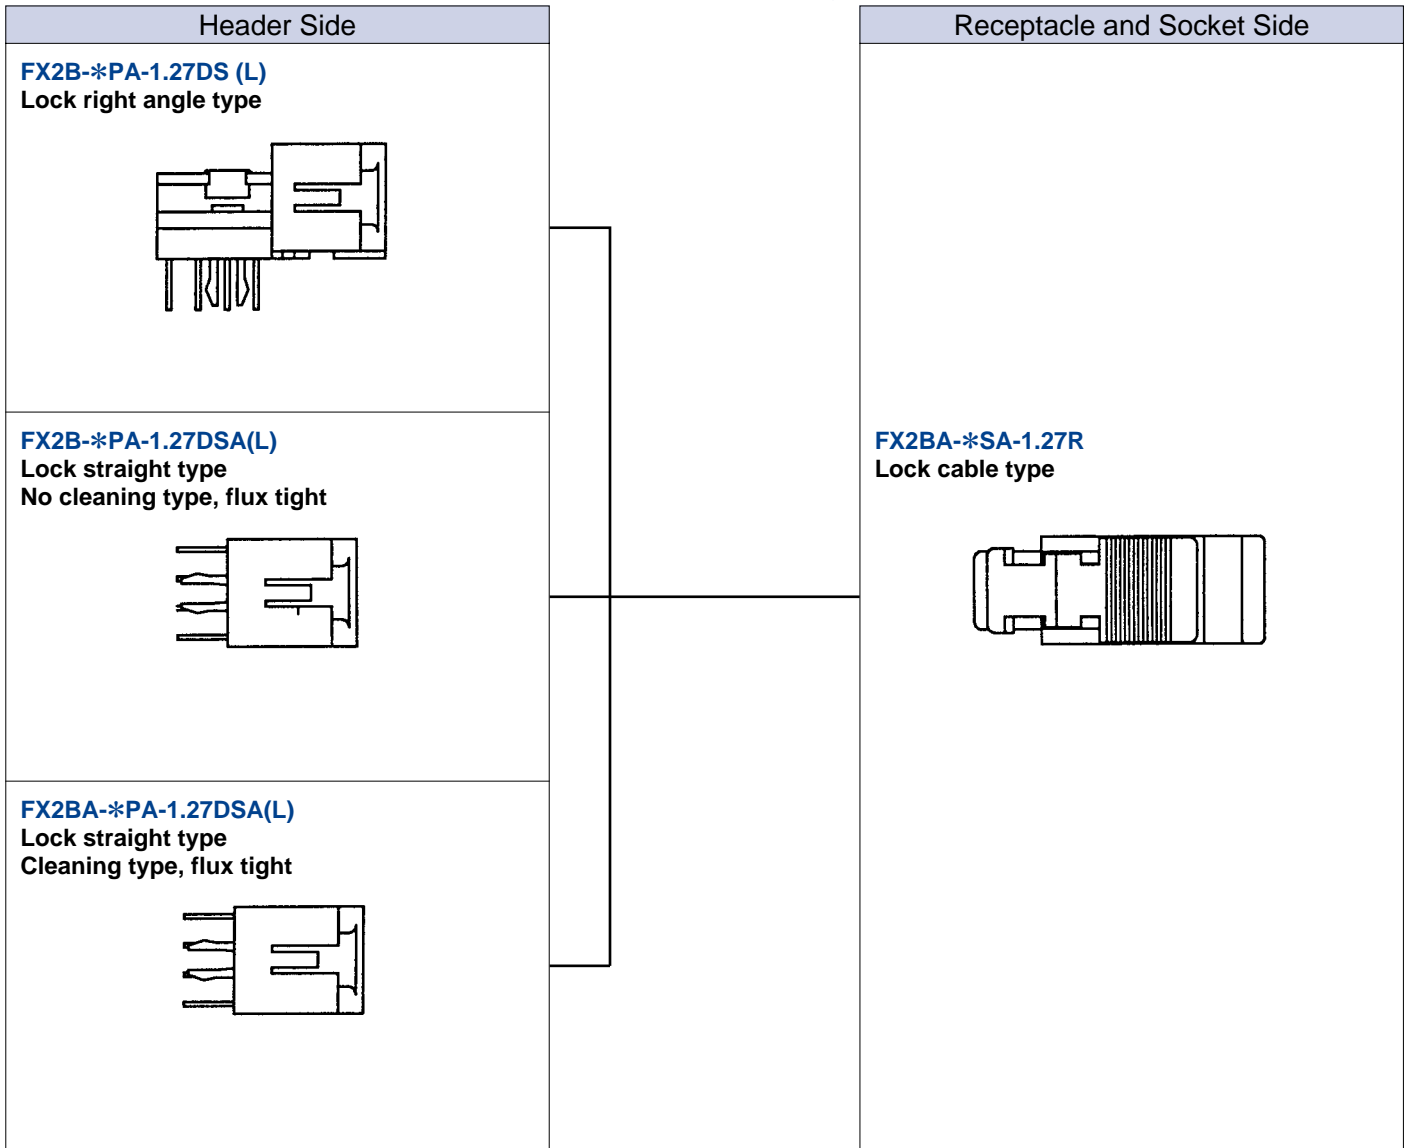 Header Side
Receptacle and Socket Side
FX2B-*PA-1.27DS (L)
Lock right angle type
FX2B-*PA-1.27DSA(L)
Lock straight type
No cleaning type, flux tight
FX2BA-*SA-1.27R
Lock cable type
FX2BA-*PA-1.27DSA(L)
Lock straight type
Cleaning type, flux tight